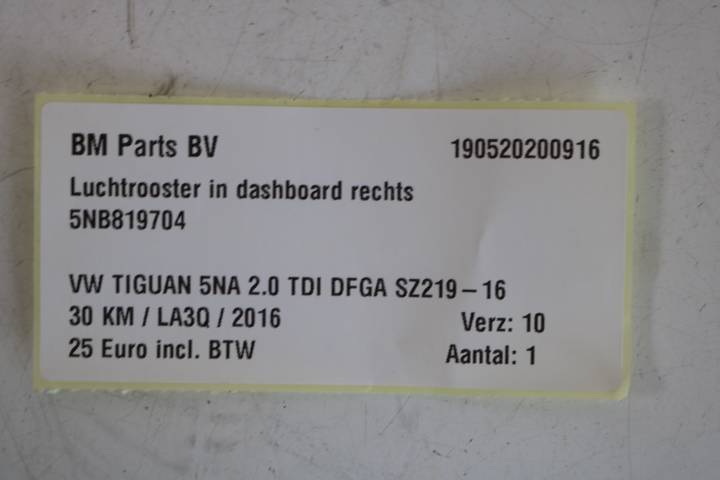 BM Parts BV 190520200916
Luchtrooster in dashboard rechts
5NB819704
VW TIGUAN 5NA 2.0 TDI DFGA SZ219-16
30 KM / LA3Q / 2016 Verz: 10
25 Euro incl. BTW Aantal: 1